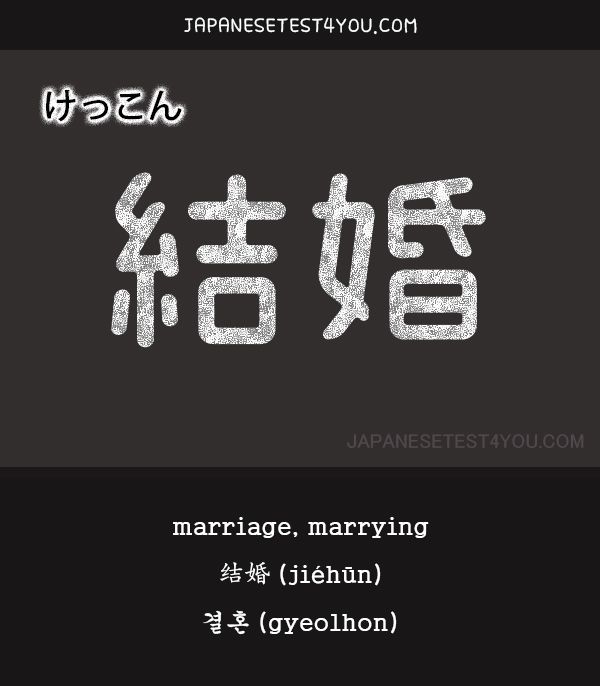 JAPANESETEST4YOU.COM
けっこん
結婚
JAPANESETEST4YOU.COM
marriage, marrying
结婚 (jiéhūn)
결혼 (gyeolhon)